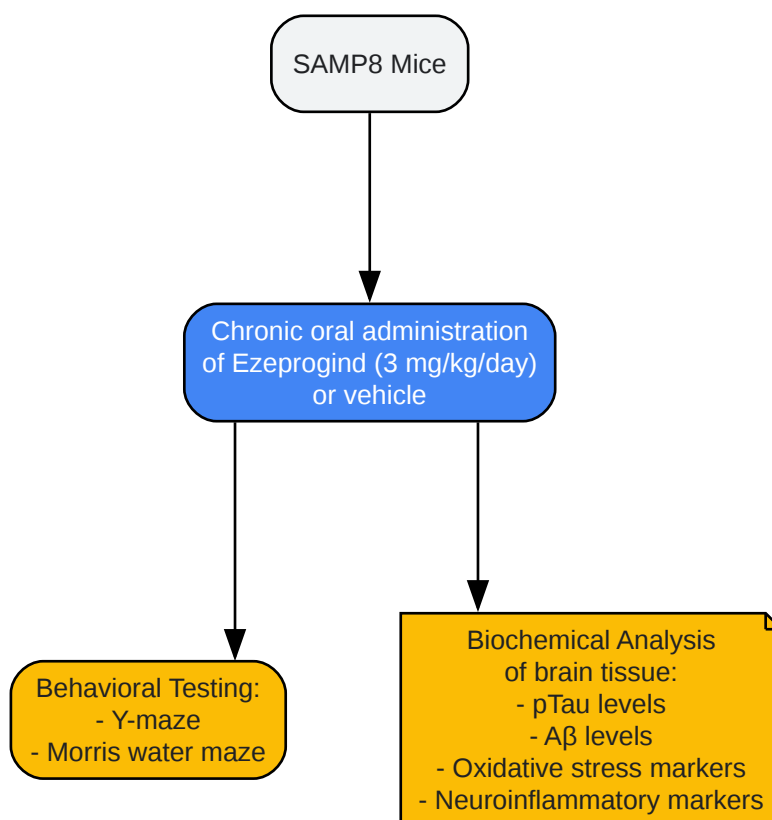 SAMP8 Mice
Chronic oral administration
of Ezeprogind (3 mg/kg/day)
or vehicle
Behavioral Testing:
- Y-maze
- Morris water maze
Biochemical Analysis
of brain tissue:
- pTau levels
- Aβ levels
- Oxidative stress markers
- Neuroinflammatory markers